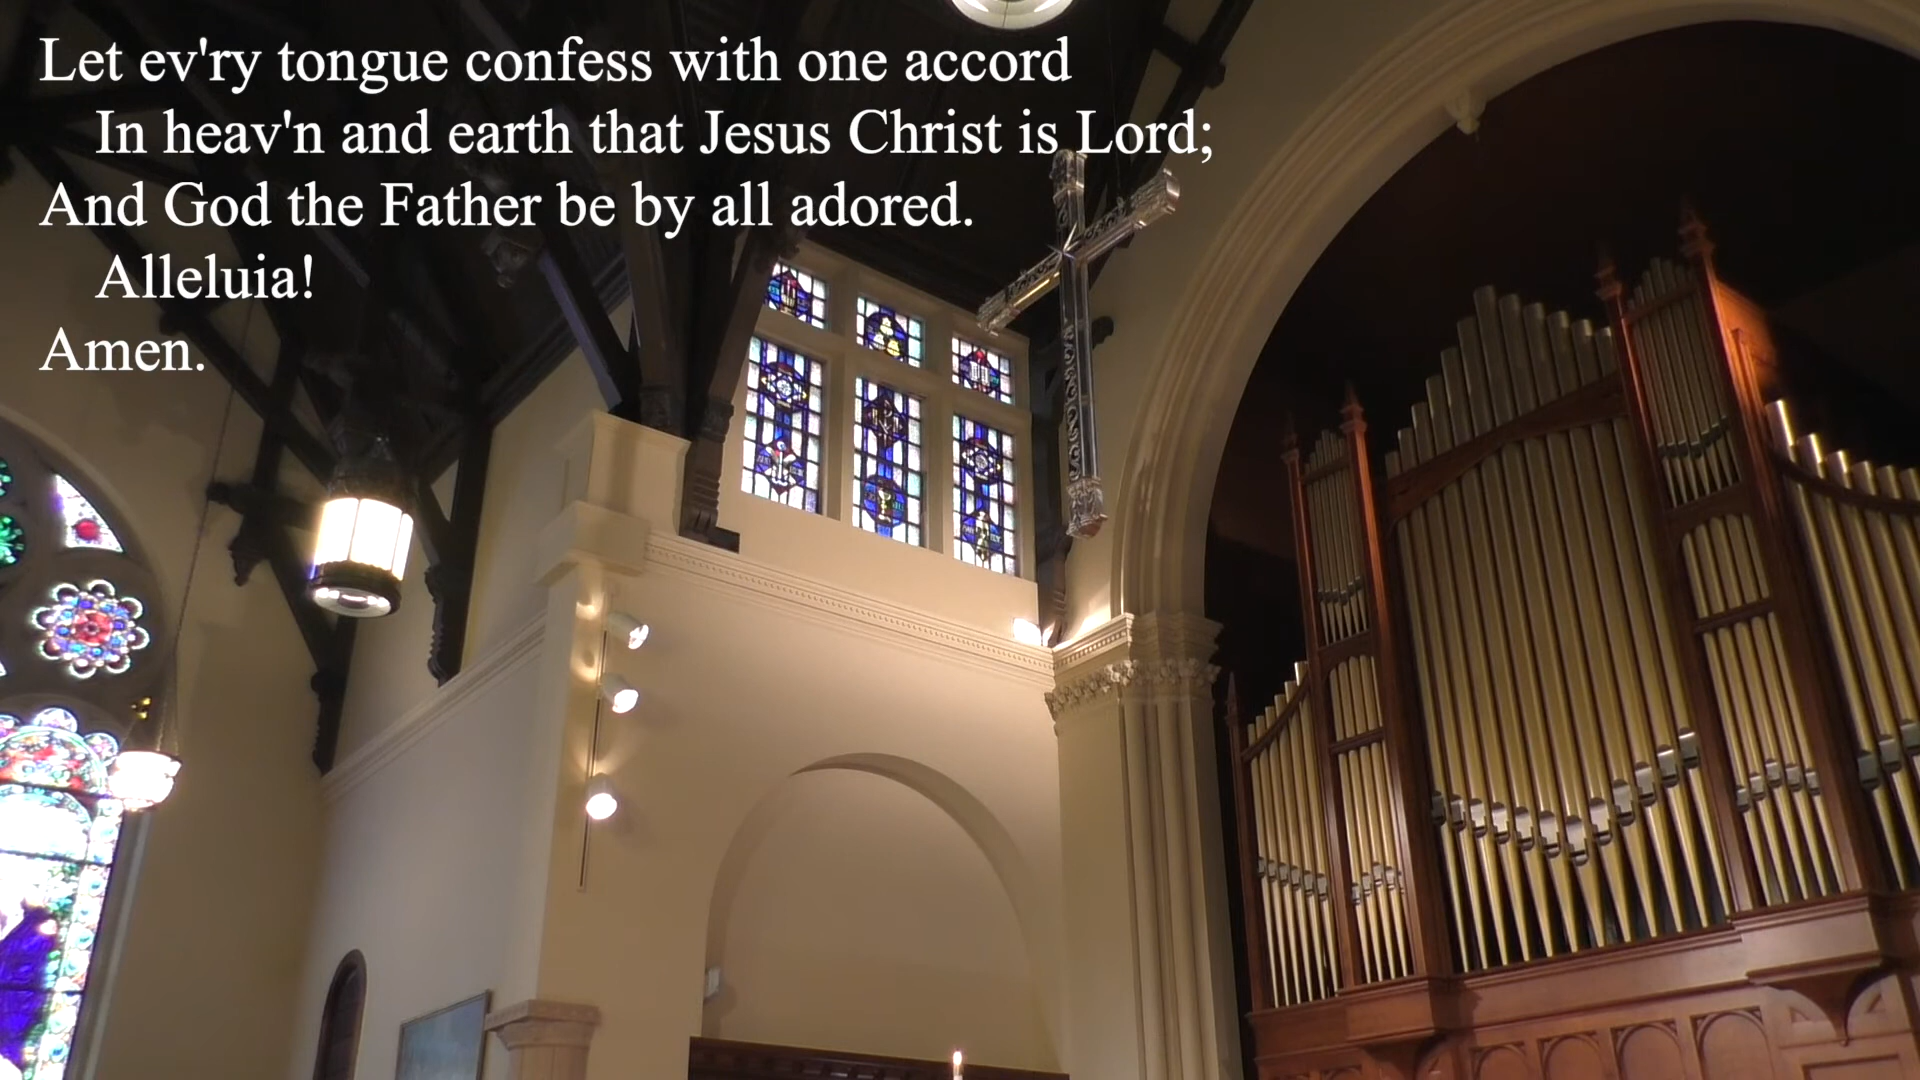 Let ev'ry tongue confess with one accord
In heav'n and earth that Jesus Christ is Lord;
And God the Father be by all adored.
Alleluia!
Amen.